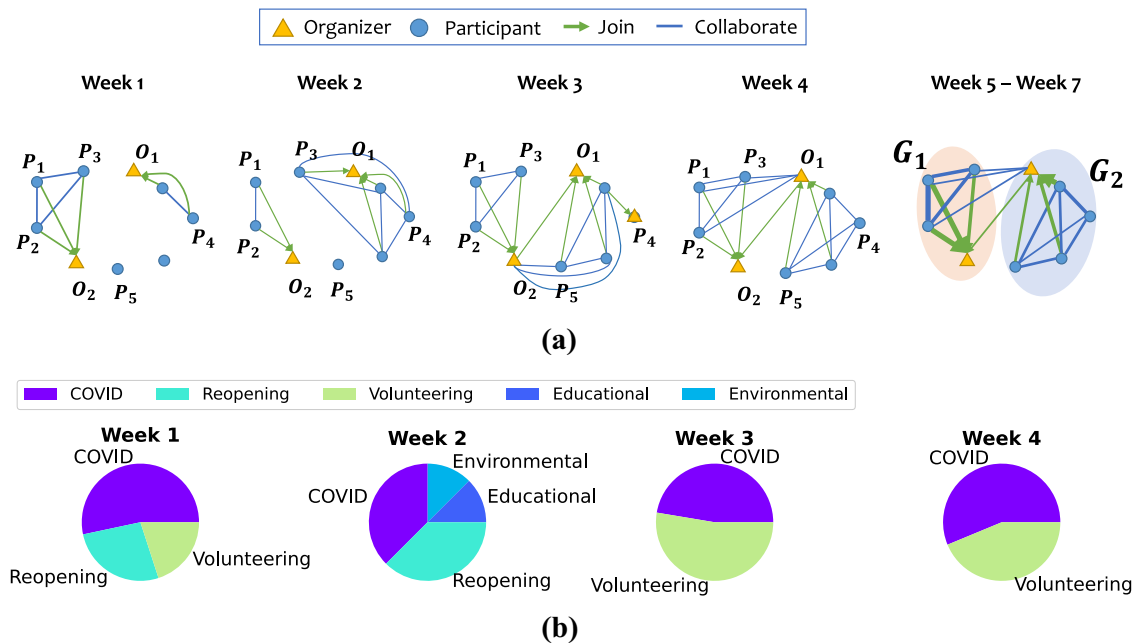 Organizer Participant Join Collaborate
Week 1 Week 2 Week 3 Week 4 Week 5 – Week 7
P1 P3 O1 P2 P4 O2 P5
P1 P3 O1 P2 P4 O2 P5
P1 P3 O1 P2 P4 O2 P5
P1 P3 O1 P2 P4 O2 P5
G1 G2
(a)
COVID Reopening Volunteering Educational Environmental
Week 1
COVID
Reopening
Volunteering
Week 2
Environmental
COVID
Educational
Reopening
Week 3
COVID
Volunteering
Week 4
COVID
Volunteering
(b)